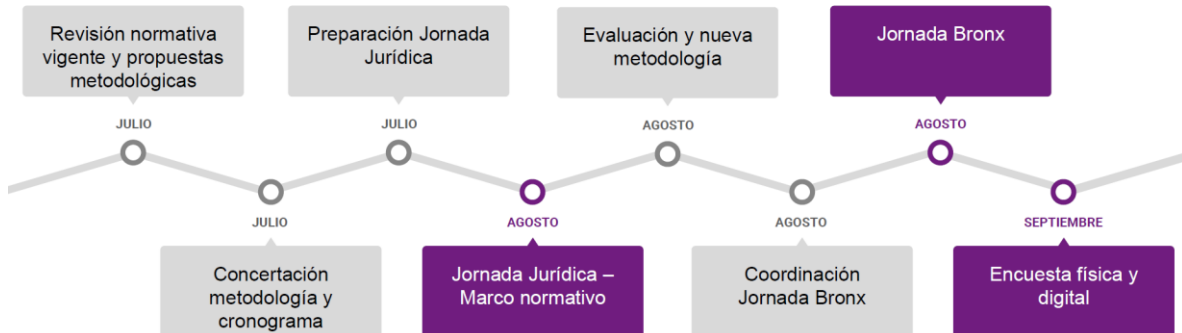 Revisión normativa
vigente y propuestas
metodológicas
JULIO
JULIO
Concertación
metodología y
cronograma
Preparación Jornada
Jurídica
JULIO
AGOSTO
Jornada Jurídica –
Marco normativo
Evaluación y nueva
metodología
AGOSTO
AGOSTO
Coordinación
Jornada Bronx
Jornada Bronx
AGOSTO
SEPTIEMBRE
Encuesta física y
digital